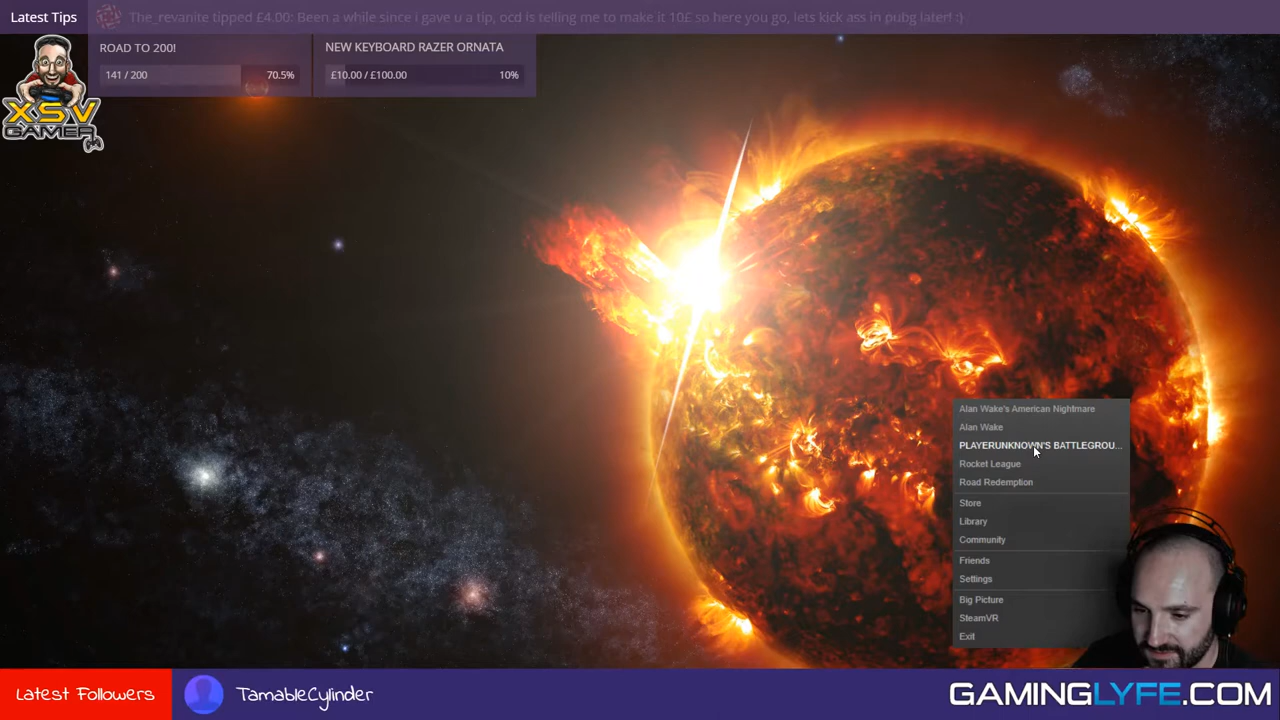 Latest Tips
The_revanite tipped £4.00: Been a while since i gave u a tip, ocd is telling me to make it 10£ so here you go, lets kick ass in pubg later! :)
ROAD TO 200!
141 / 200
70.5%
NEW KEYBOARD RAZER ORNATA
£10.00 / £100.00
10%
XSV
GAMER
Alan Wake's American Nightmare
Alan Wake
PLAYERUNKNOWN'S BATTLEGROU...
Rocket League
Road Redemption
Store
Library
Community
Friends
Settings
Big Picture
SteamVR
Exit
Latest Followers
TamableCylinder
GAMINGLYFE.COM